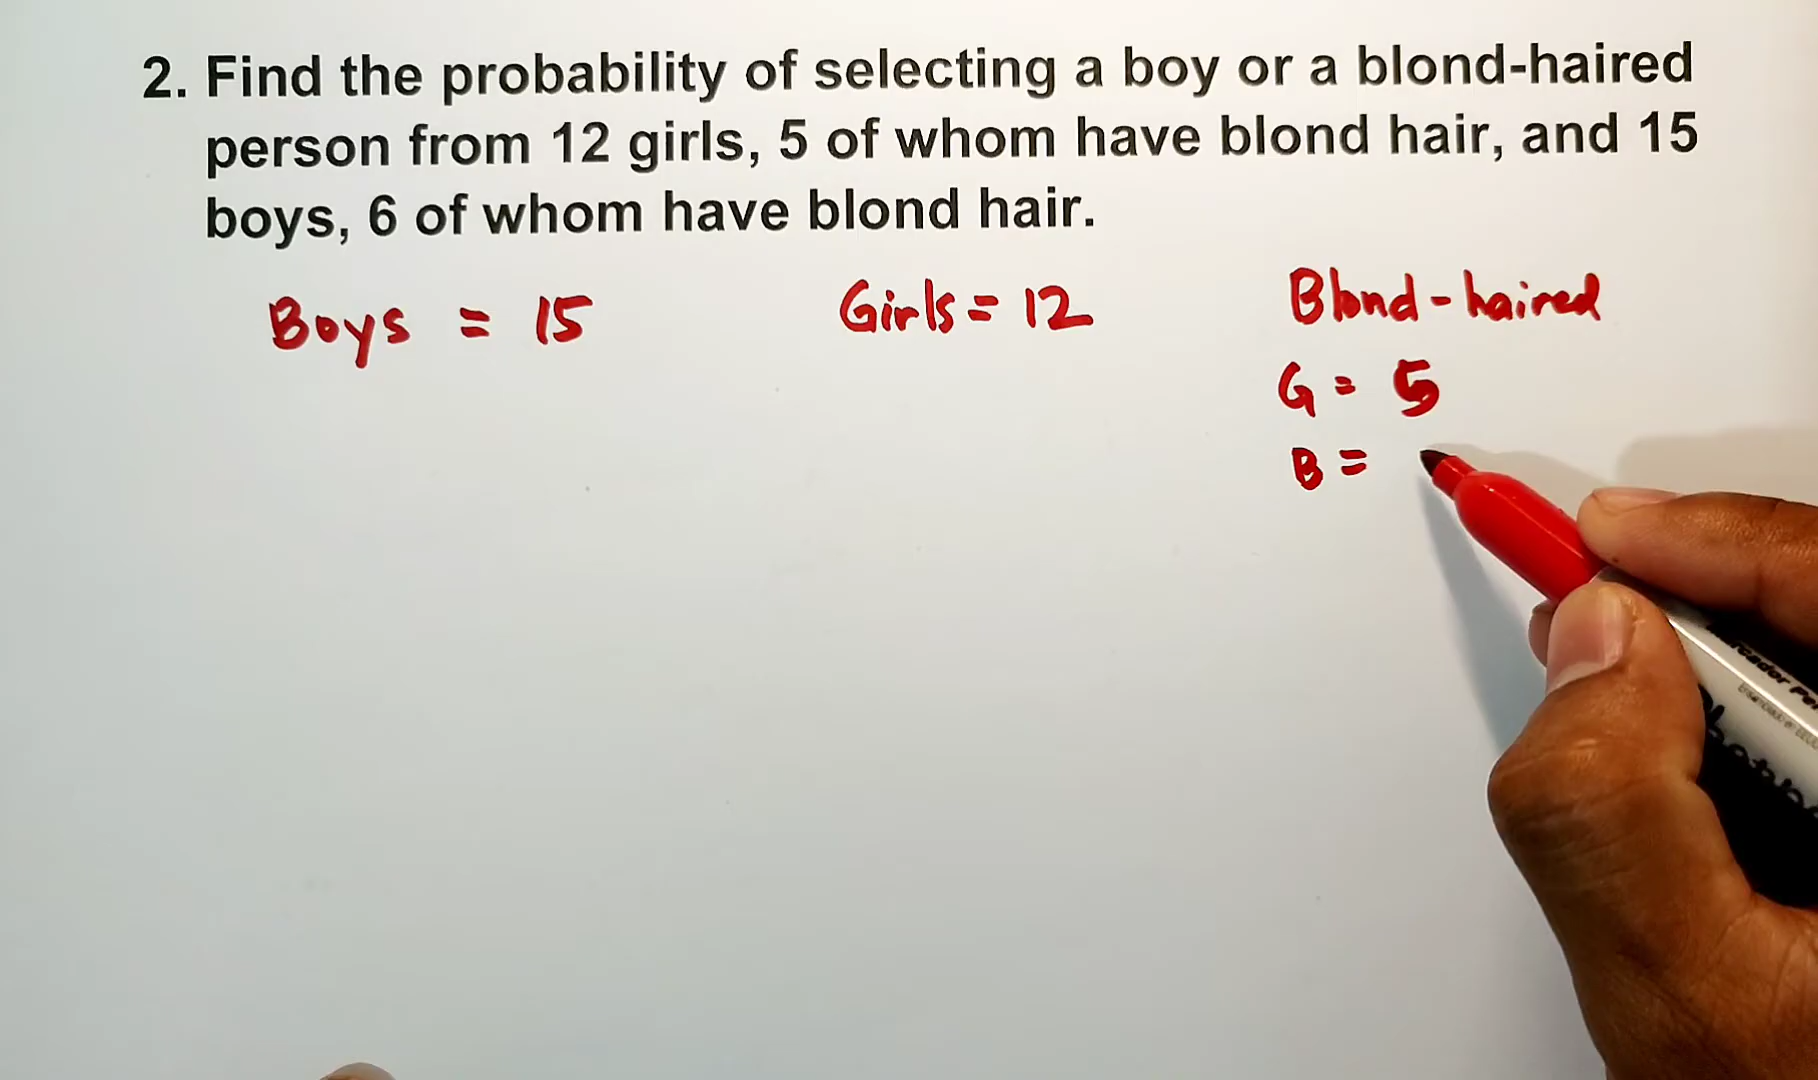 2. Find the probability of selecting a boy or a blond-haired
person from 12 girls, 5 of whom have blond hair, and 15
boys, 6 of whom have blond hair.
Boys = 15
Girls = 12
Blond-haired
G = 5
B =